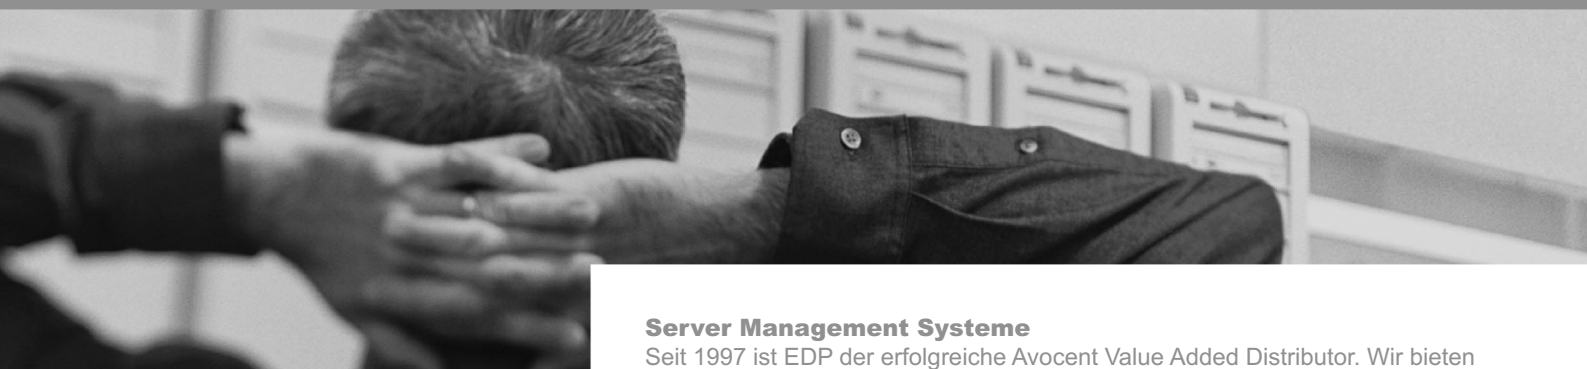 Server Management Systeme
Seit 1997 ist EDP der erfolgreiche Avocent Value Added Distributor. Wir bieten